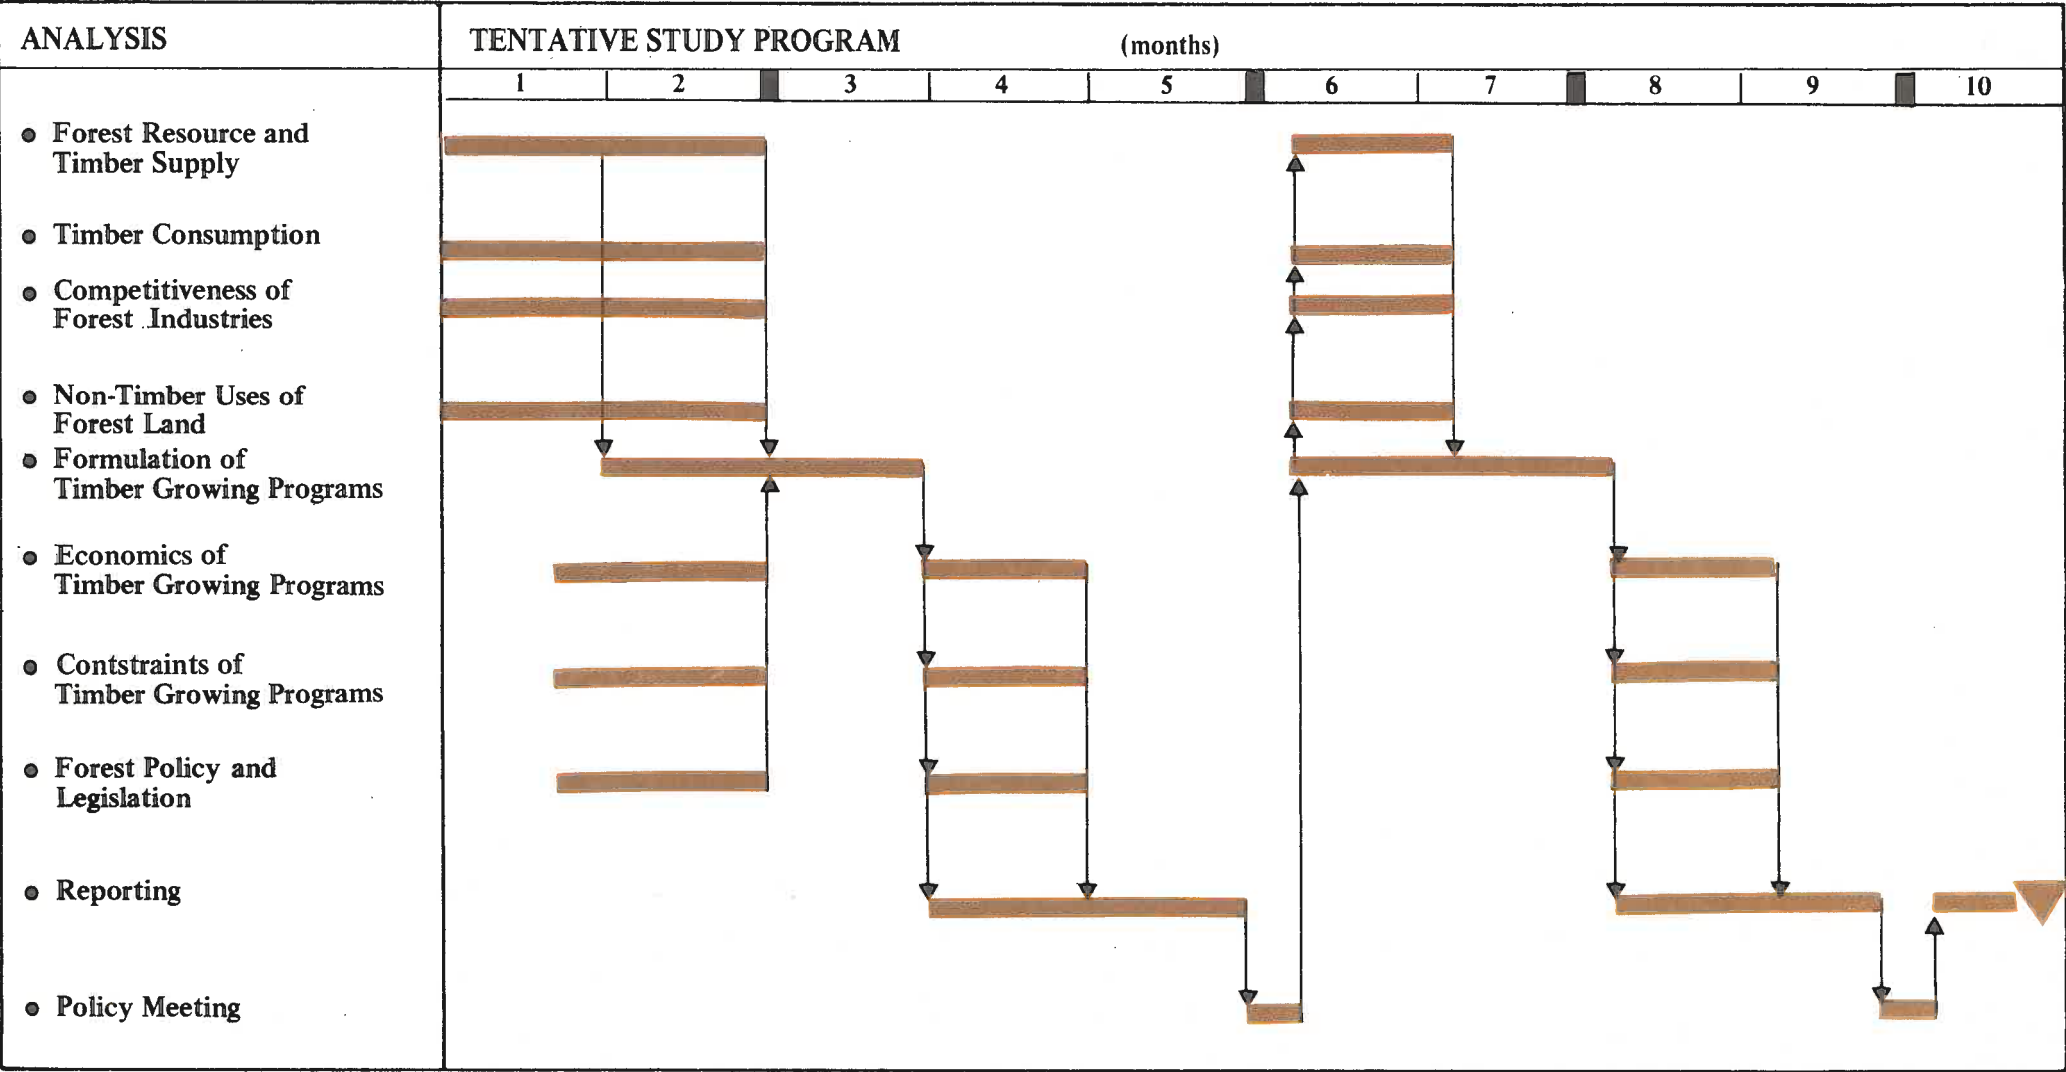 ANALYSIS
TENTATIVE STUDY PROGRAM (months)
1 2 3 4 5 6 7 8 9 10
Forest Resource and
Timber Supply
Timber Consumption
Competitiveness of
Forest Industries
Non-Timber Uses of
Forest Land
Formulation of
Timber Growing Programs
Economics of
Timber Growing Programs
Contstraints of
Timber Growing Programs
Forest Policy and
Legislation
Reporting
Policy Meeting